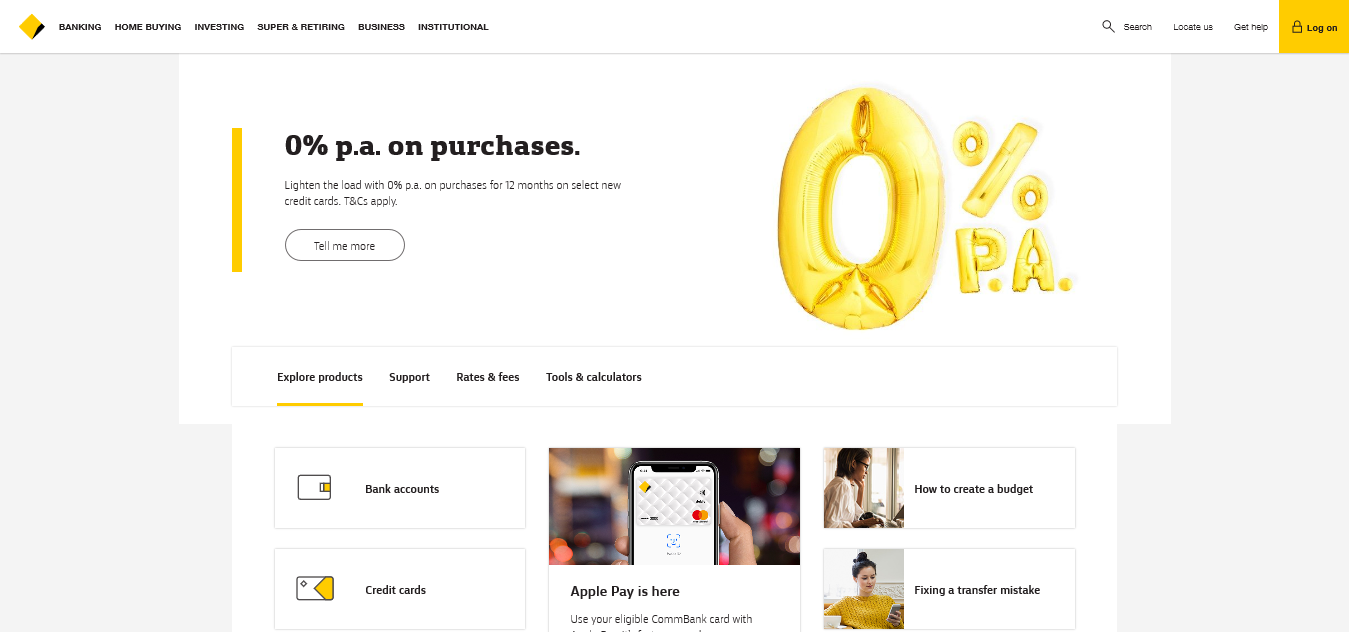 BANKING HOME BUYING INVESTING SUPER & RETIRING BUSINESS INSTITUTIONAL Search Locate us Get help Log on
0% p.a. on purchases.
Lighten the load with 0% p.a. on purchases for 12 months on select new
credit cards. T&Cs apply.
Tell me more
0% P.A.
Explore products Support Rates & fees Tools & calculators
Bank accounts
How to create a budget
Credit cards
Apple Pay is here
Use your eligible CommBank card with
Fixing a transfer mistake